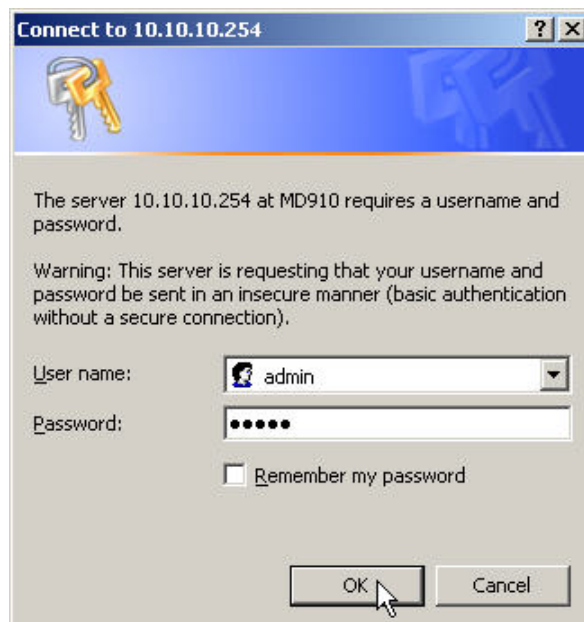 Connect to 10.10.10.254
The server 10.10.10.254 at MD910 requires a username and
password.
Warning: This server is requesting that your username and
password be sent in an insecure manner (basic authentication
without a secure connection).
User name:
admin
Password:
•••••
Remember my password
OK
Cancel